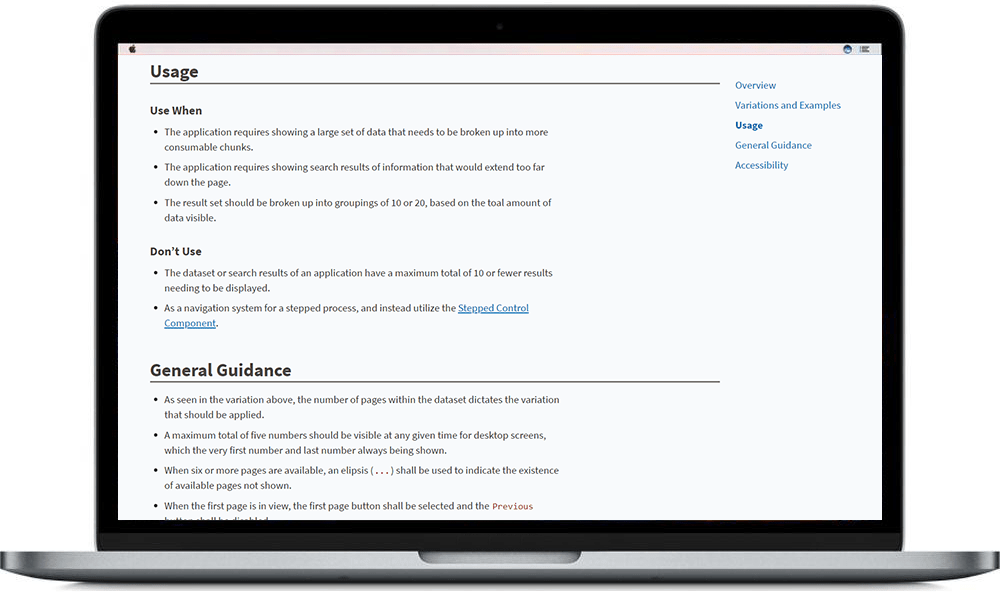 Usage
Use When
The application requires showing a large set of data that needs to be broken up into more
consumable chunks.
The application requires showing search results of information that would extend too far
down the page.
The result set should be broken up into groupings of 10 or 20, based on the toal amount of
data visible.
Don't Use
The dataset or search results of an application have a maximum total of 10 or fewer results
needing to be displayed.
As a navigation system for a stepped process, and instead utilize the Stepped Control
Component.
General Guidance
As seen in the variation above, the number of pages within the dataset dictates the variation
that should be applied.
A maximum total of five numbers should be visible at any given time for desktop screens,
which the very first number and last number always being shown.
When six or more pages are available, an elipsis (...) shall be used to indicate the existence
of available pages not shown.
When the first page is in view, the first page button shall be selected and the Previous
button shall be disabled.
Overview
Variations and Examples
Usage
General Guidance
Accessibility